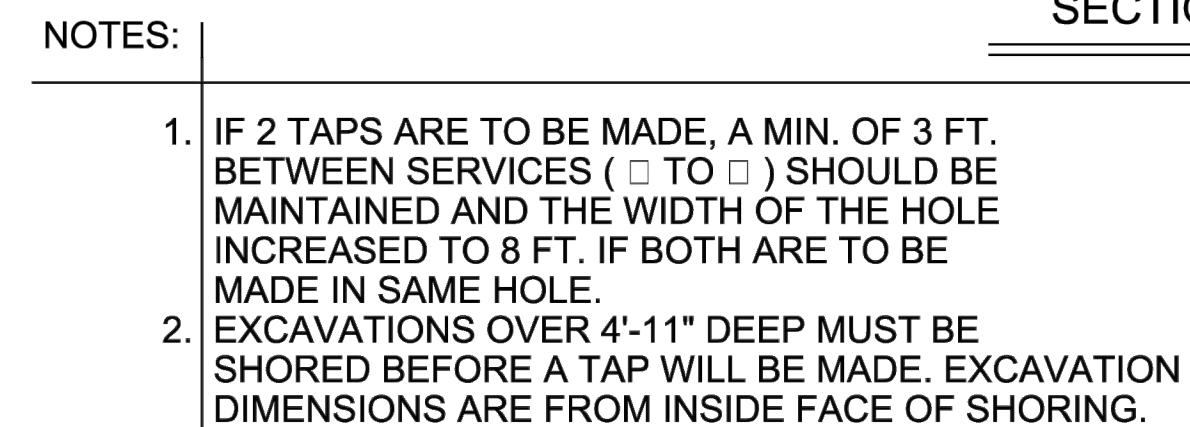 SECTIO
NOTES:
1. IF 2 TAPS ARE TO BE MADE, A MIN. OF 3 FT.
BETWEEN SERVICES ( □ TO □ ) SHOULD BE
MAINTAINED AND THE WIDTH OF THE HOLE
INCREASED TO 8 FT. IF BOTH ARE TO BE
MADE IN SAME HOLE.
2. EXCAVATIONS OVER 4'-11" DEEP MUST BE
SHORED BEFORE A TAP WILL BE MADE. EXCAVATION
DIMENSIONS ARE FROM INSIDE FACE OF SHORING.